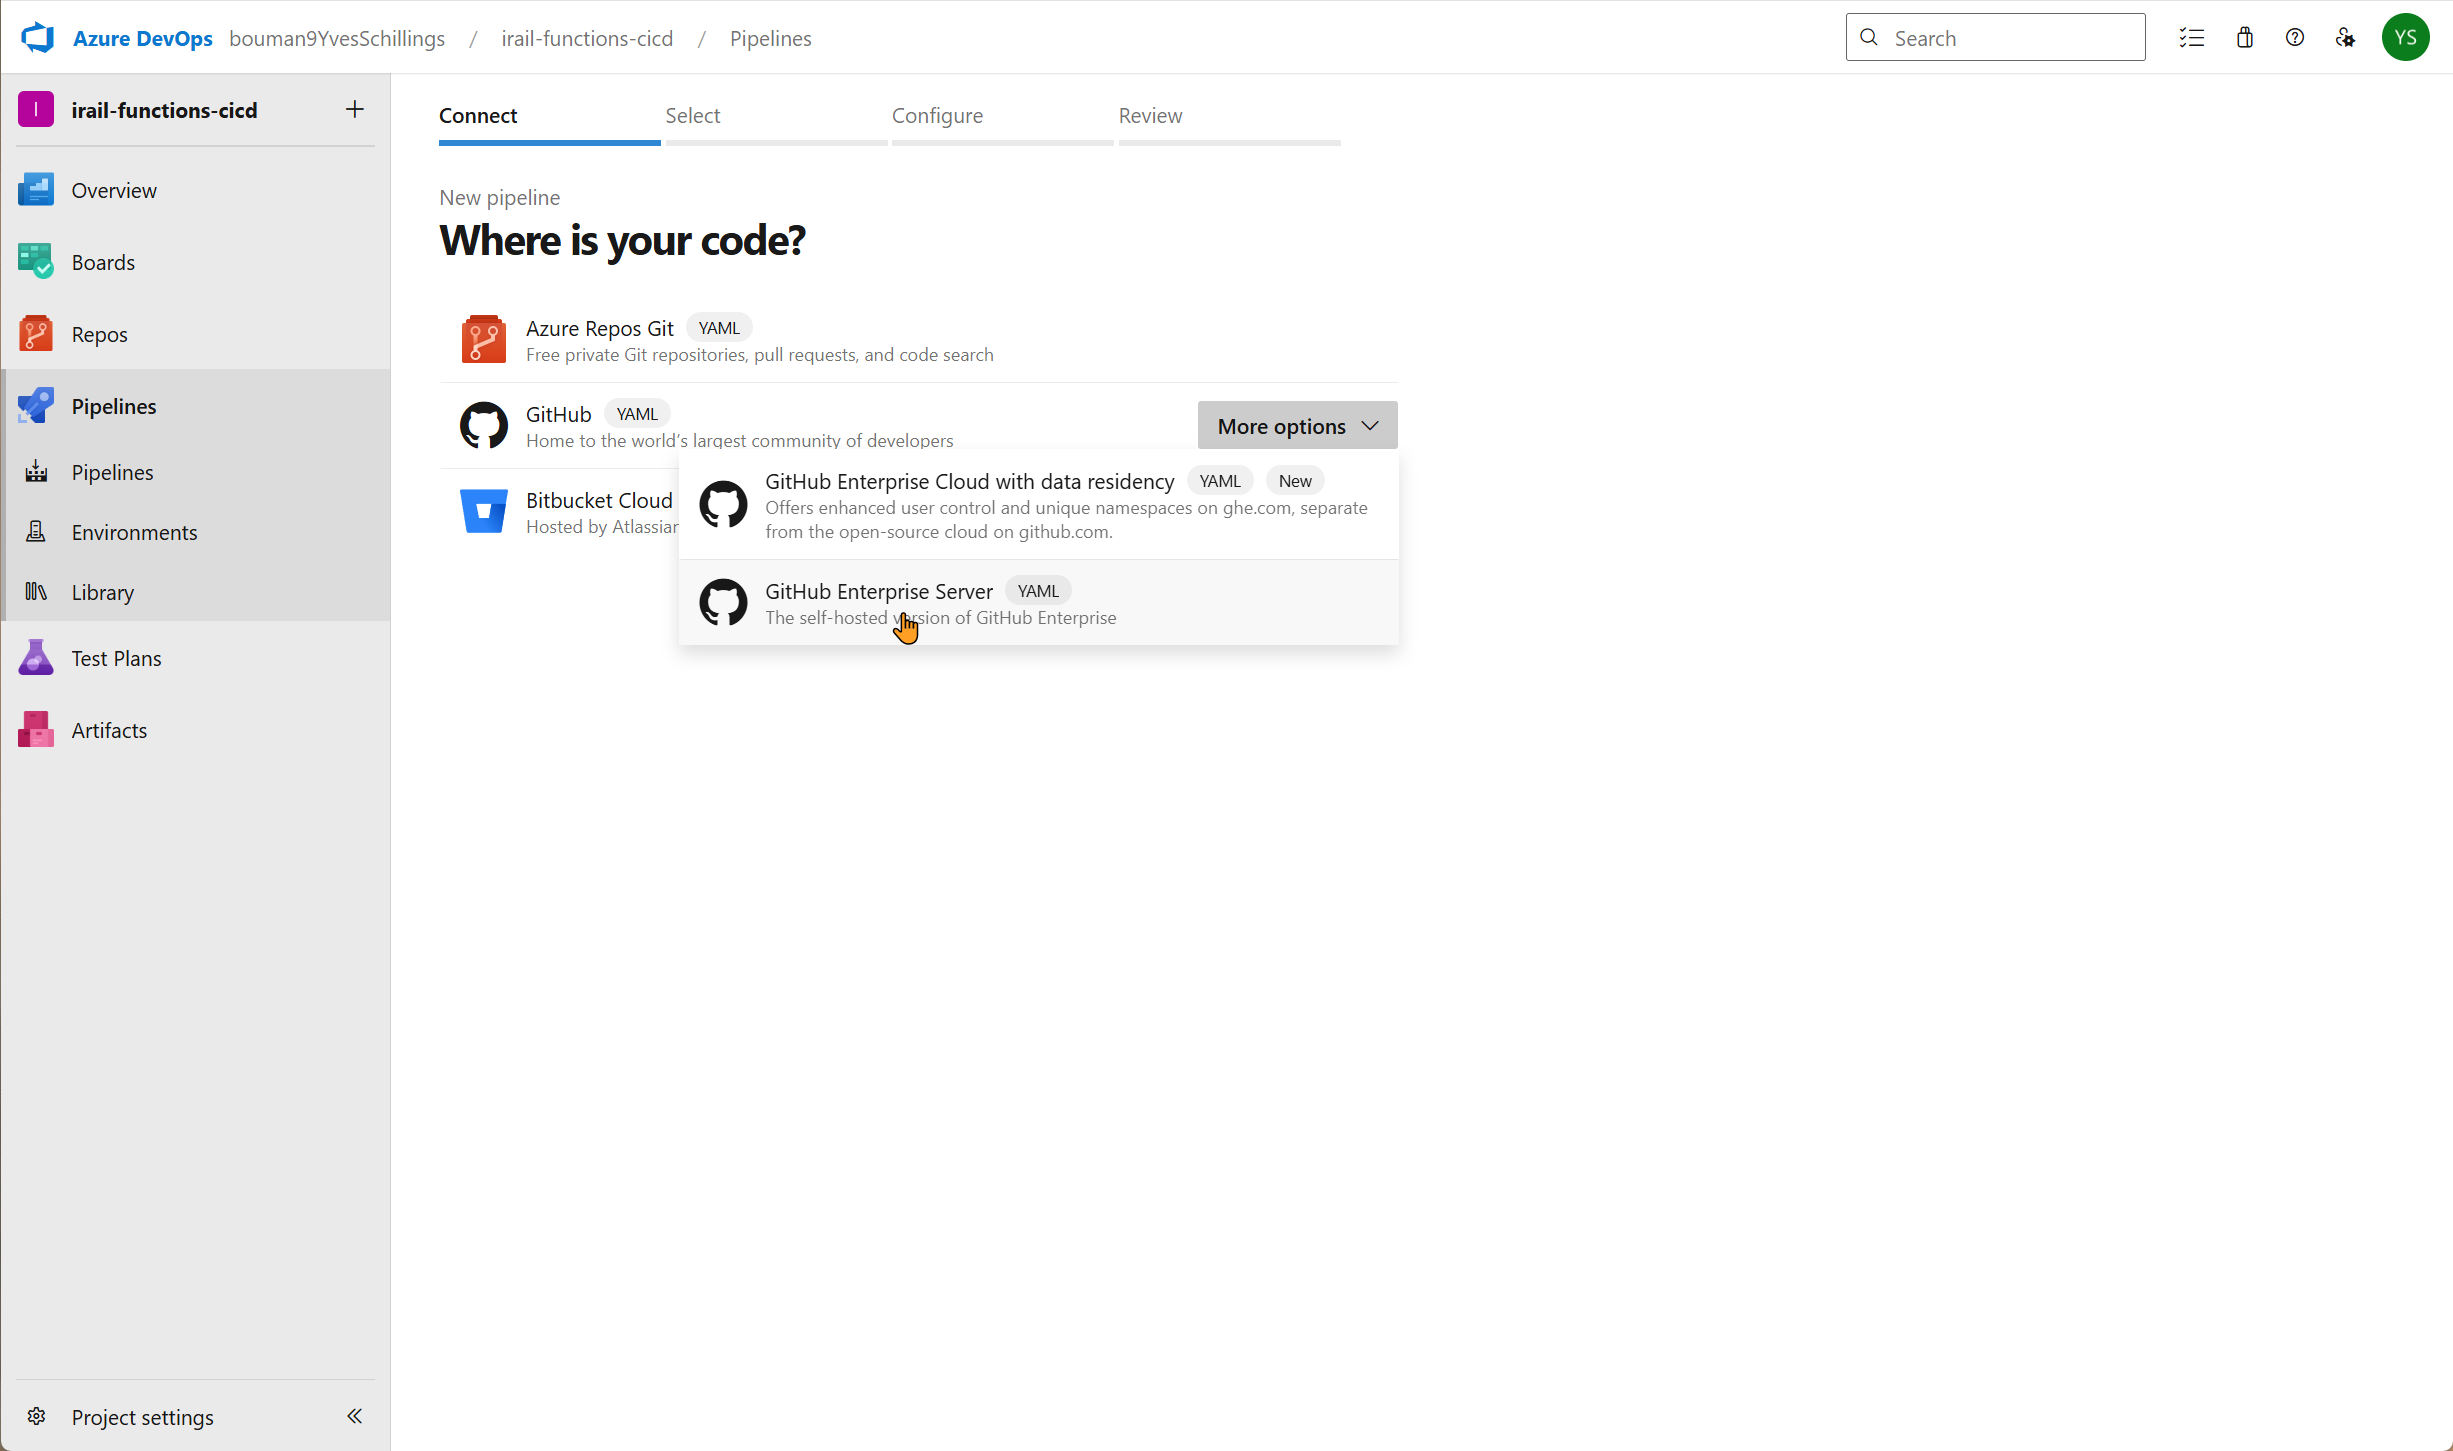 Azure DevOps bouman9YvesSchillings / irail-functions-cicd / Pipelines
Search
YS
I irail-functions-cicd
Overview
Boards
Repos
Pipelines
Pipelines
Environments
Library
Test Plans
Artifacts
Project settings
Connect Select Configure Review
New pipeline
Where is your code?
Azure Repos Git YAML
Free private Git repositories, pull requests, and code search
GitHub YAML
Home to the world's largest community of developers
More options
Bitbucket Cloud
Hosted by Atlassian
GitHub Enterprise Cloud with data residency YAML New
Offers enhanced user control and unique namespaces on ghe.com, separate
from the open-source cloud on github.com.
GitHub Enterprise Server YAML
The self-hosted version of GitHub Enterprise